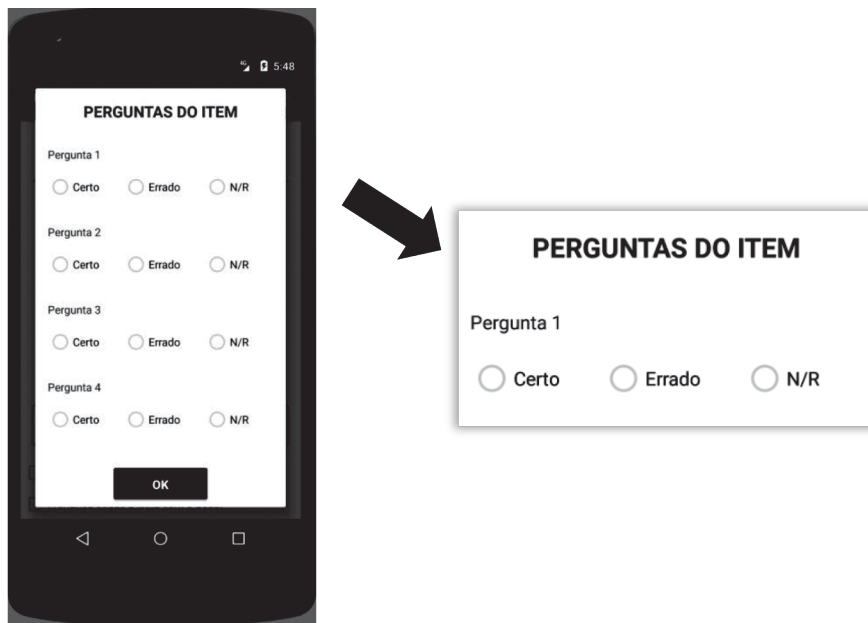 4G 5:48
PERGUNTAS DO ITEM
Pergunta 1
Certo Errado N/R
Pergunta 2
Certo Errado N/R
Pergunta 3
Certo Errado N/R
Pergunta 4
Certo Errado N/R
OK
PERGUNTAS DO ITEM
Pergunta 1
Certo Errado N/R